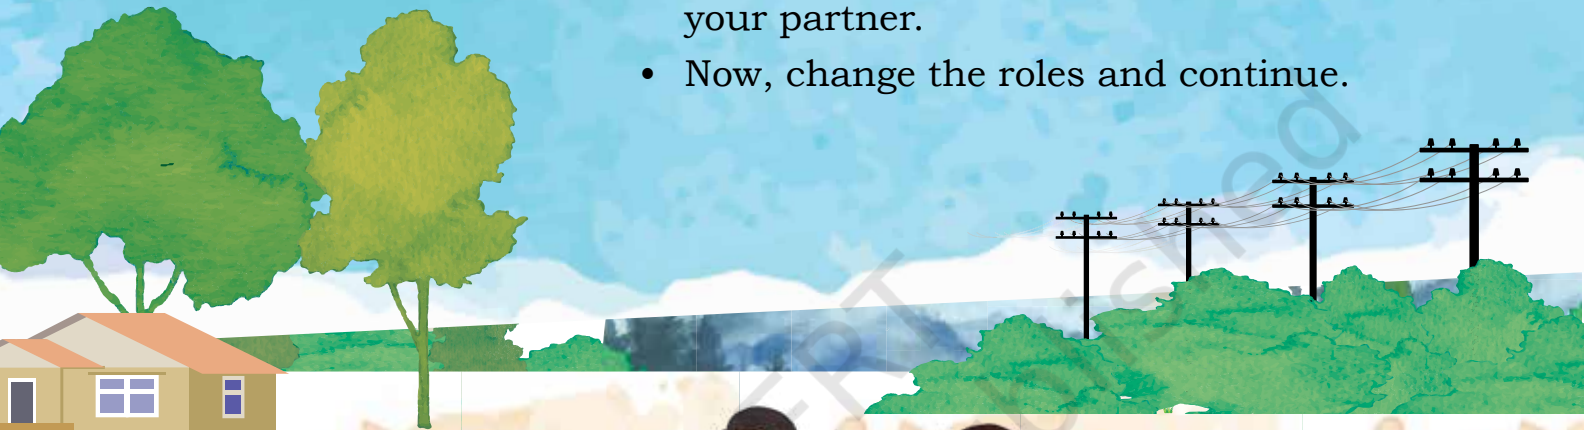 your partner.
• Now, change the roles and continue.